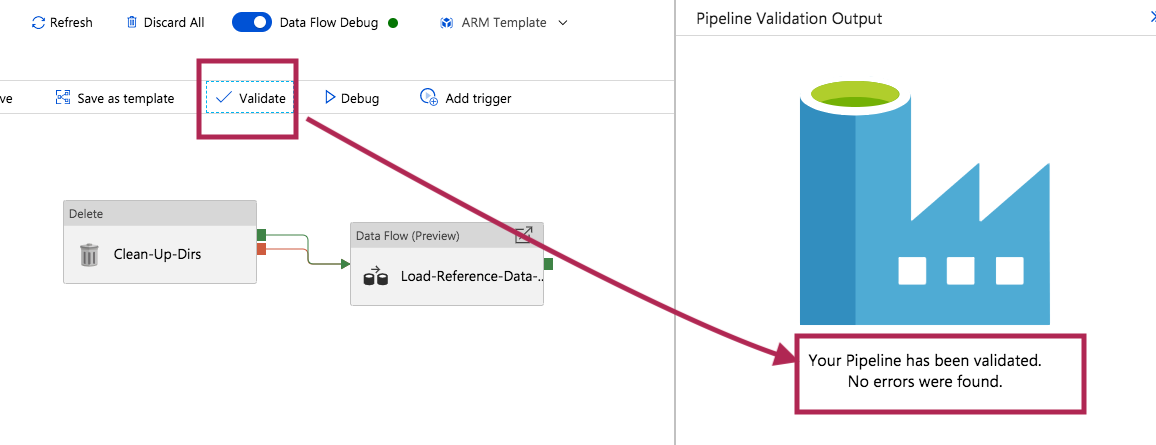 Refresh
Discard All
Data Flow Debug
ARM Template
Pipeline Validation Output
ve
Save as template
Validate
Debug
Add trigger
Delete
Clean-Up-Dirs
Data Flow (Preview)
Load-Reference-Data-..
Your Pipeline has been validated.
No errors were found.